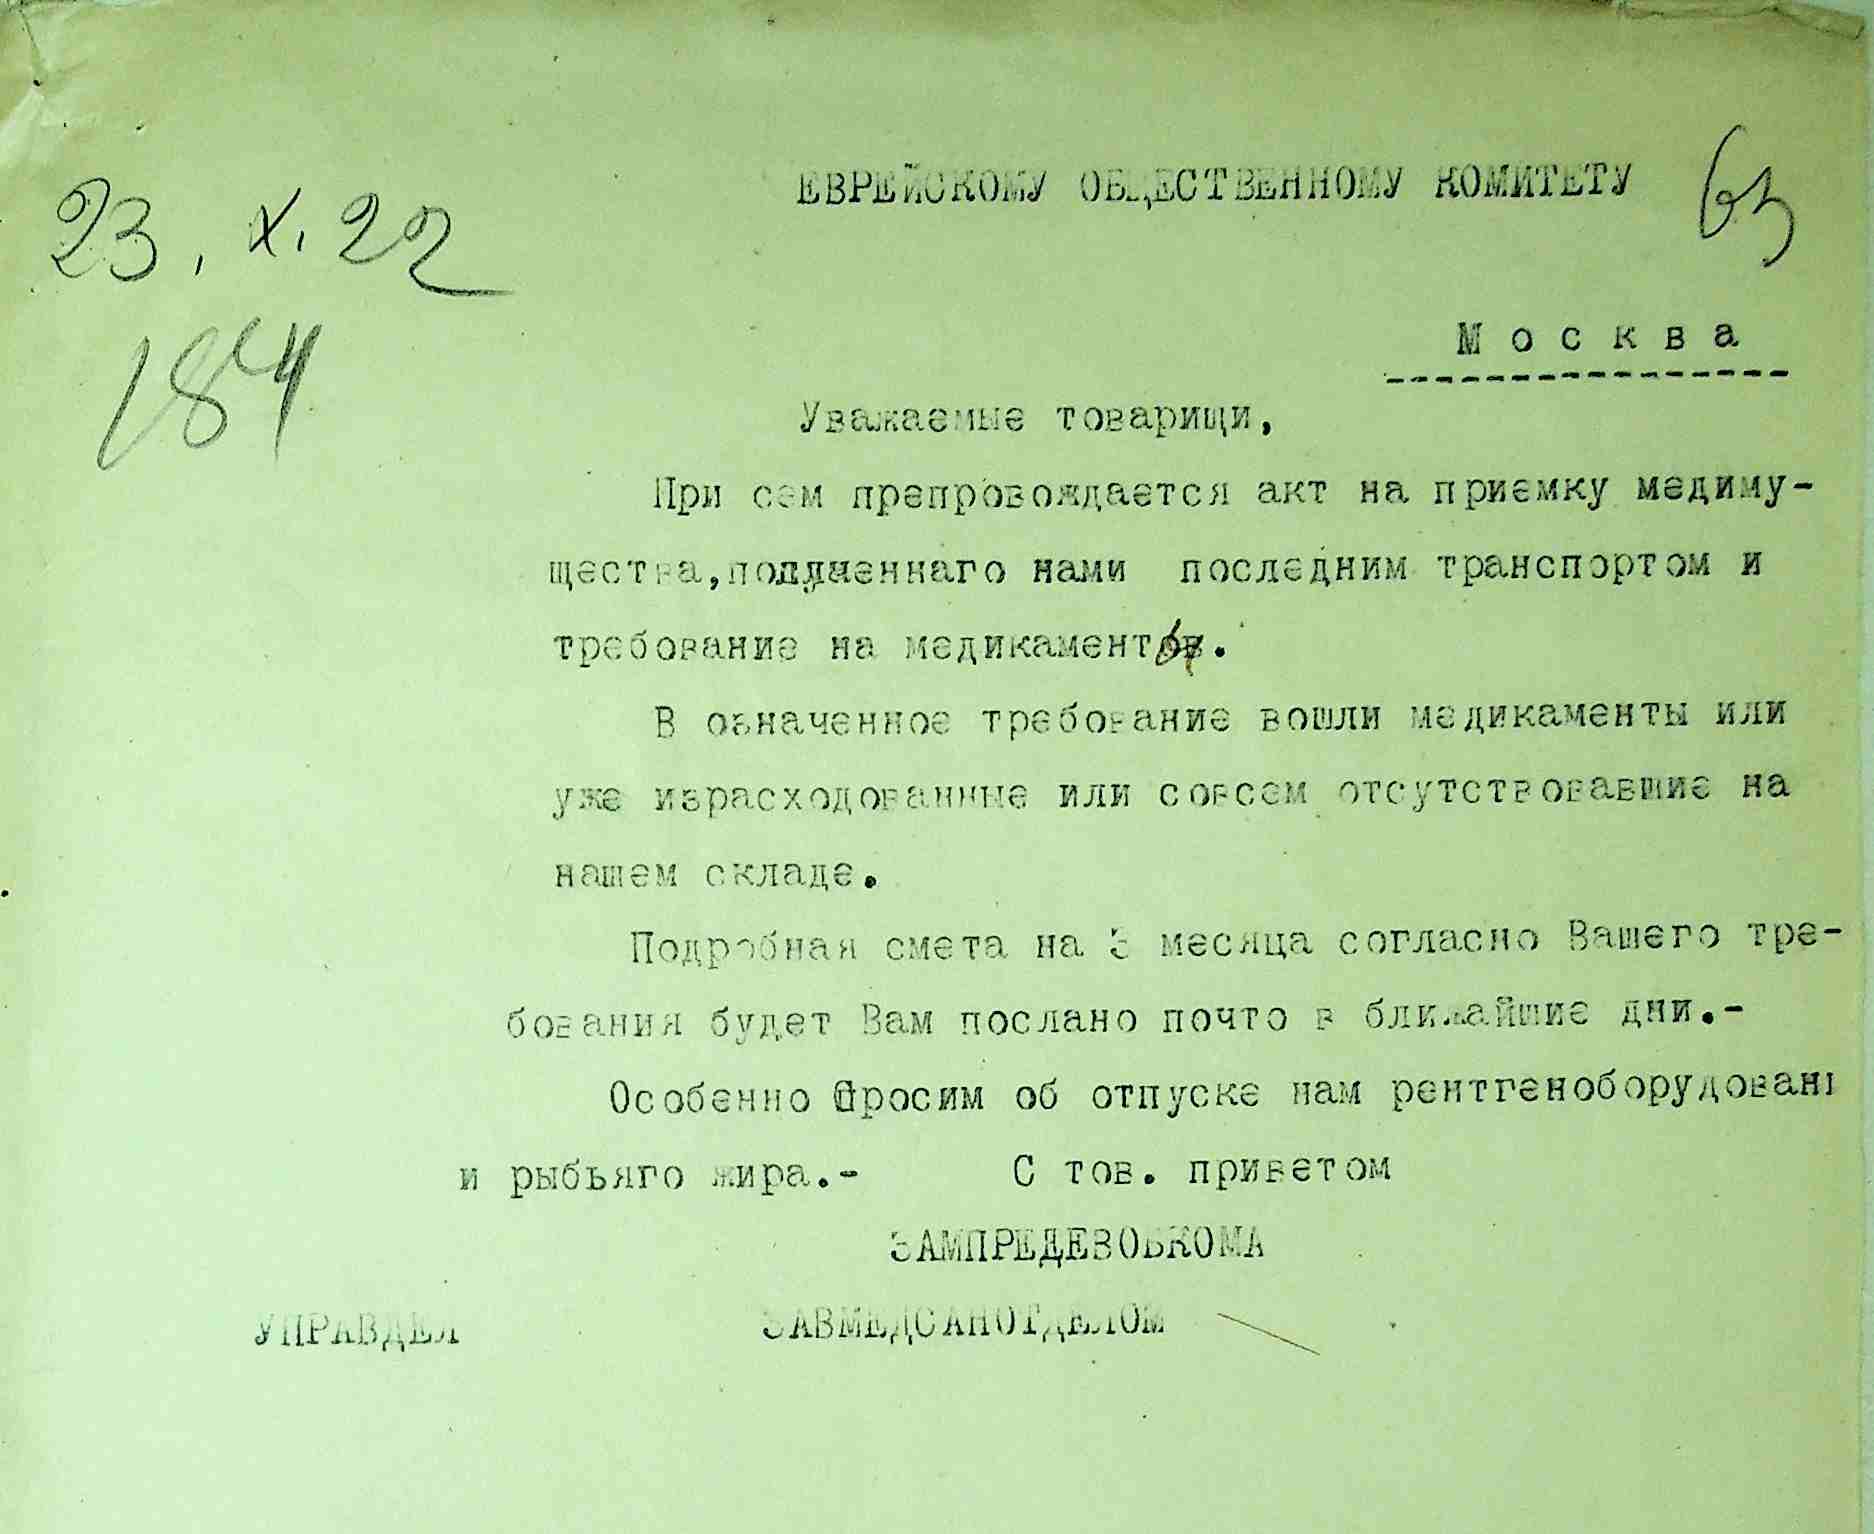 ЕВРЕЙСКОМУ ОБЩЕСТВЕННОМУ КОМИТЕТУ
23. X. 22
184
Москва
Уважаемые товарищи,
При сем препровождается акт на приемку медиму-
щества, полученнаго нами последним транспортом и
требование на медикаменты.
В означенное требование вошли медикаменты или
уже израсходованные или совсем отсутствовавшие на
нашем складе.
Подробная смета на 3 месяца согласно Вашего тре-
бования будет Вам послано почто в ближайшие дни.-
Особенно просим об отпуске нам рентгеноборудовани
и рыбьяго жира.- С тов. приветом
ЗАМПРЕДЕВОБКОМА
УПРАВДЕЛ ЗАВМЕДСАНОТДЕЛОМ